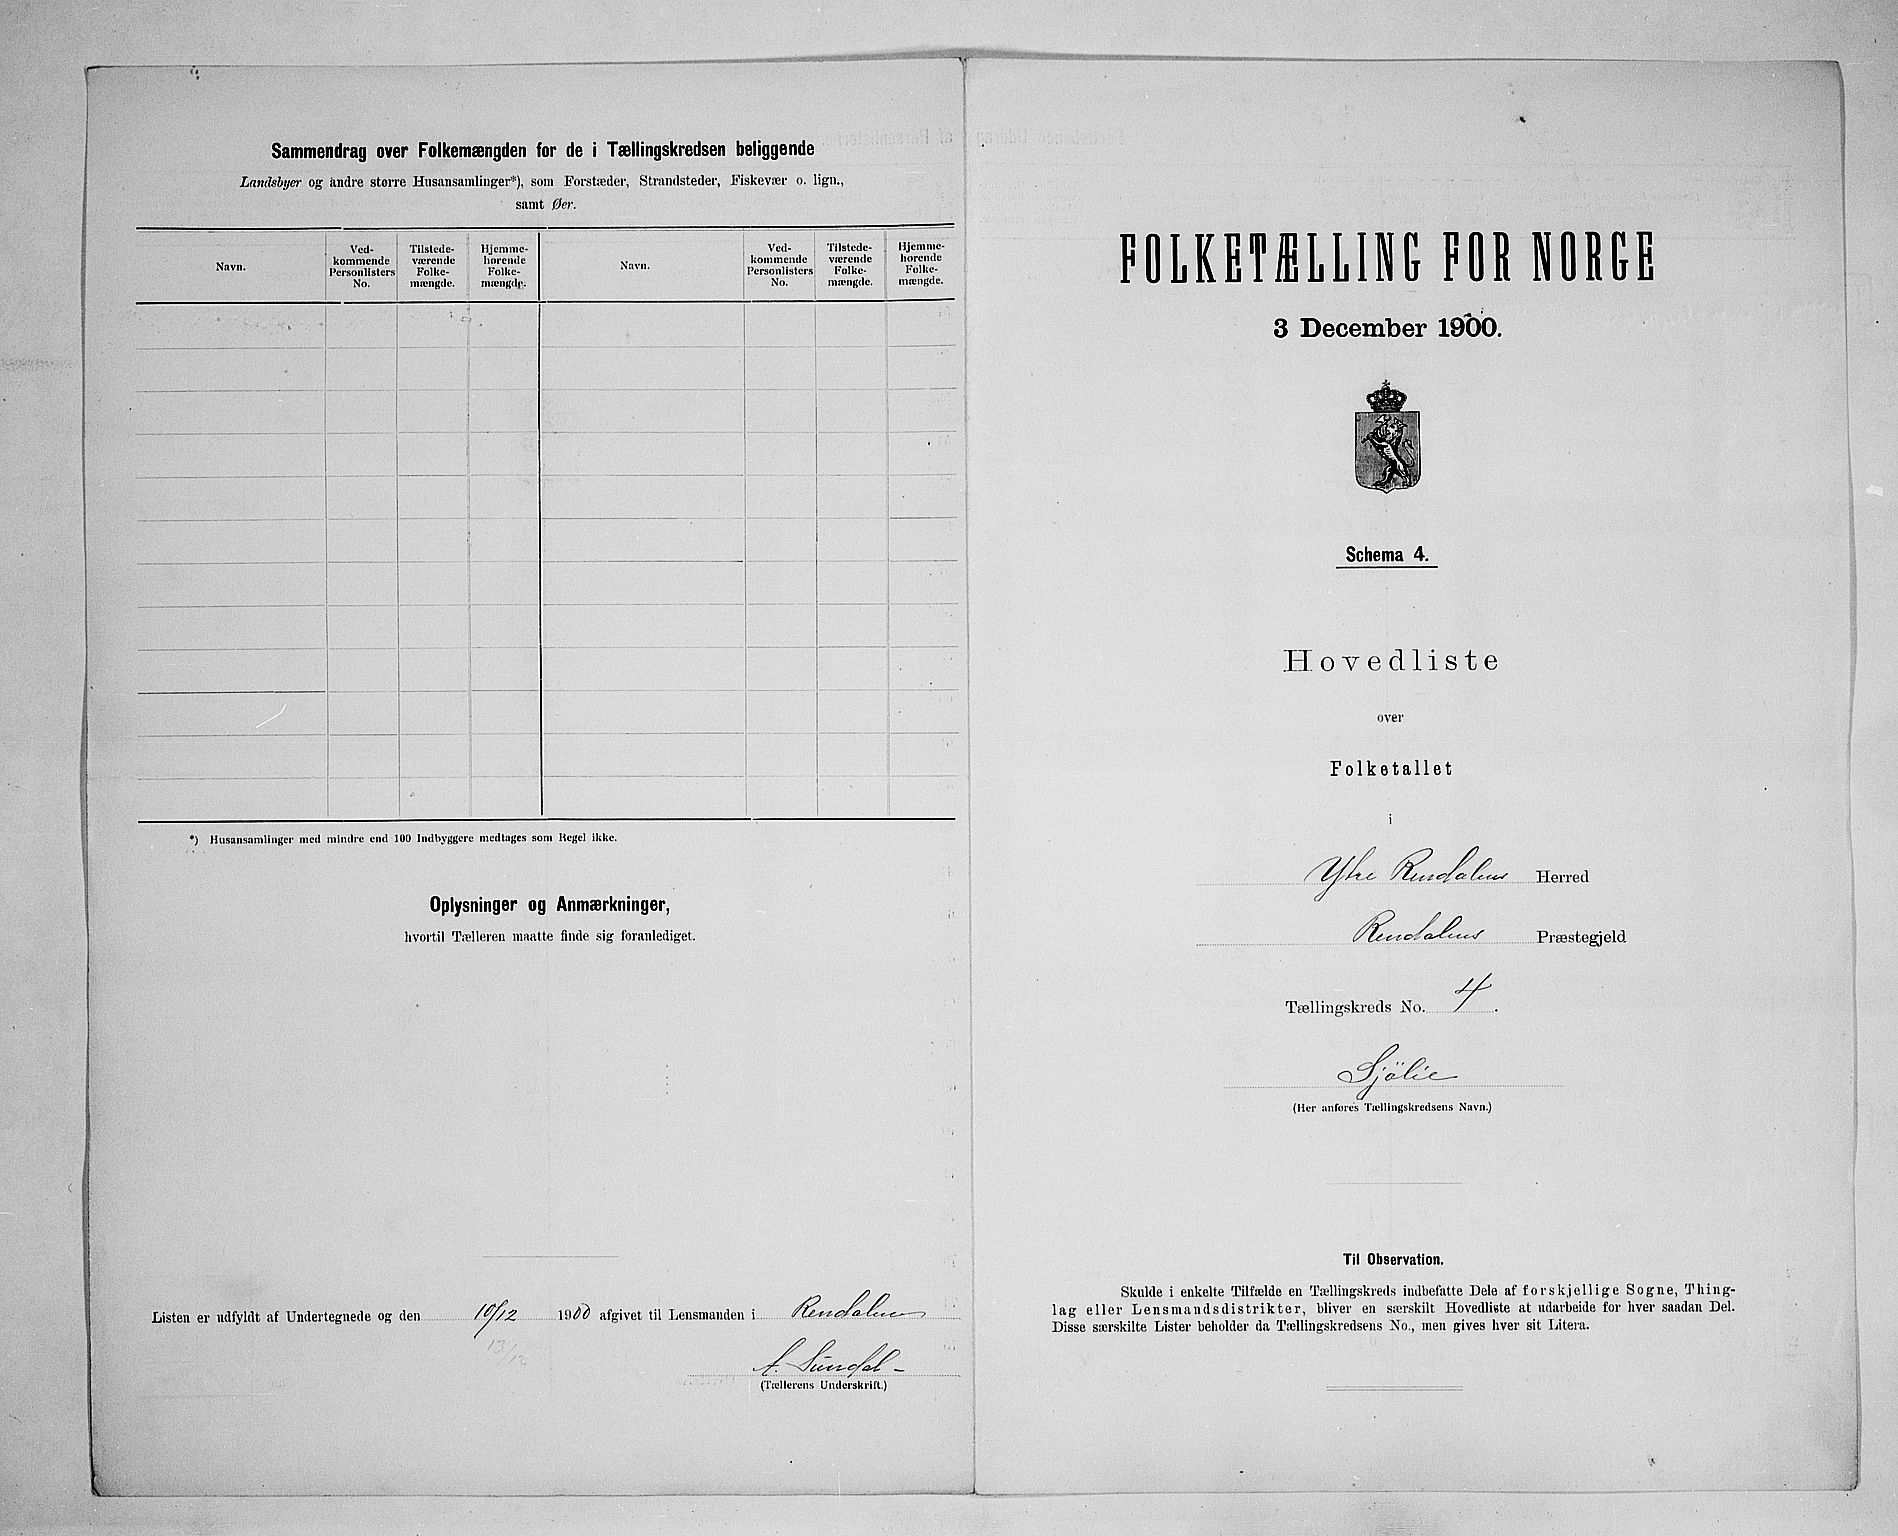 Sammendrag over Folkemængden for de i Tællingskredsen beliggende
Landsbyer og andre større Husansamlinger*), som Forstæder, Strandsteder, Fiskevær o. lign.,
samt Øer.
Navn.
Ved-
kommende
Personlisters
No.
Tilstede-
værende
Folke-
mængde.
Hjemme-
hørende
Folke-
mængde.
Navn.
Ved-
kommende
Personlisters
No.
Tilstede-
værende
Folke-
mængde.
Hjemme-
hørende
Folke-
mængde.
*) Husansamlinger med mindre end 100 Indbyggere medtages som Regel ikke.
Oplysninger og Anmærkninger,
hvortil Tælleren maatte finde sig foranlediget.
Listen er udfyldt af Undertegnede og den 10/12 1900 afgivet til Lensmanden i Rendalen
13/12
A. Sundal
(Tællerens Underskrift.)
FOLKETÆLLING FOR NORGE
3 December 1900.
Schema 4.
Hovedliste
over
Folketallet
i
Ytre Rendalens Herred
Rendalens Præstegjeld
Tællingskreds No. 4.
Sjölie
(Her anføres Tællingskredsens Navn.)
Til Observation.
Skulde i enkelte Tilfælde en Tællingskreds indbefatte Dele af forskjellige Sogne, Thing-
lag eller Lensmandsdistrikter, bliver en særskilt Hovedliste at udarbeide for hver saadan Del.
Disse særskilte Lister beholder da Tællingskredsens No., men gives hver sit Litera.